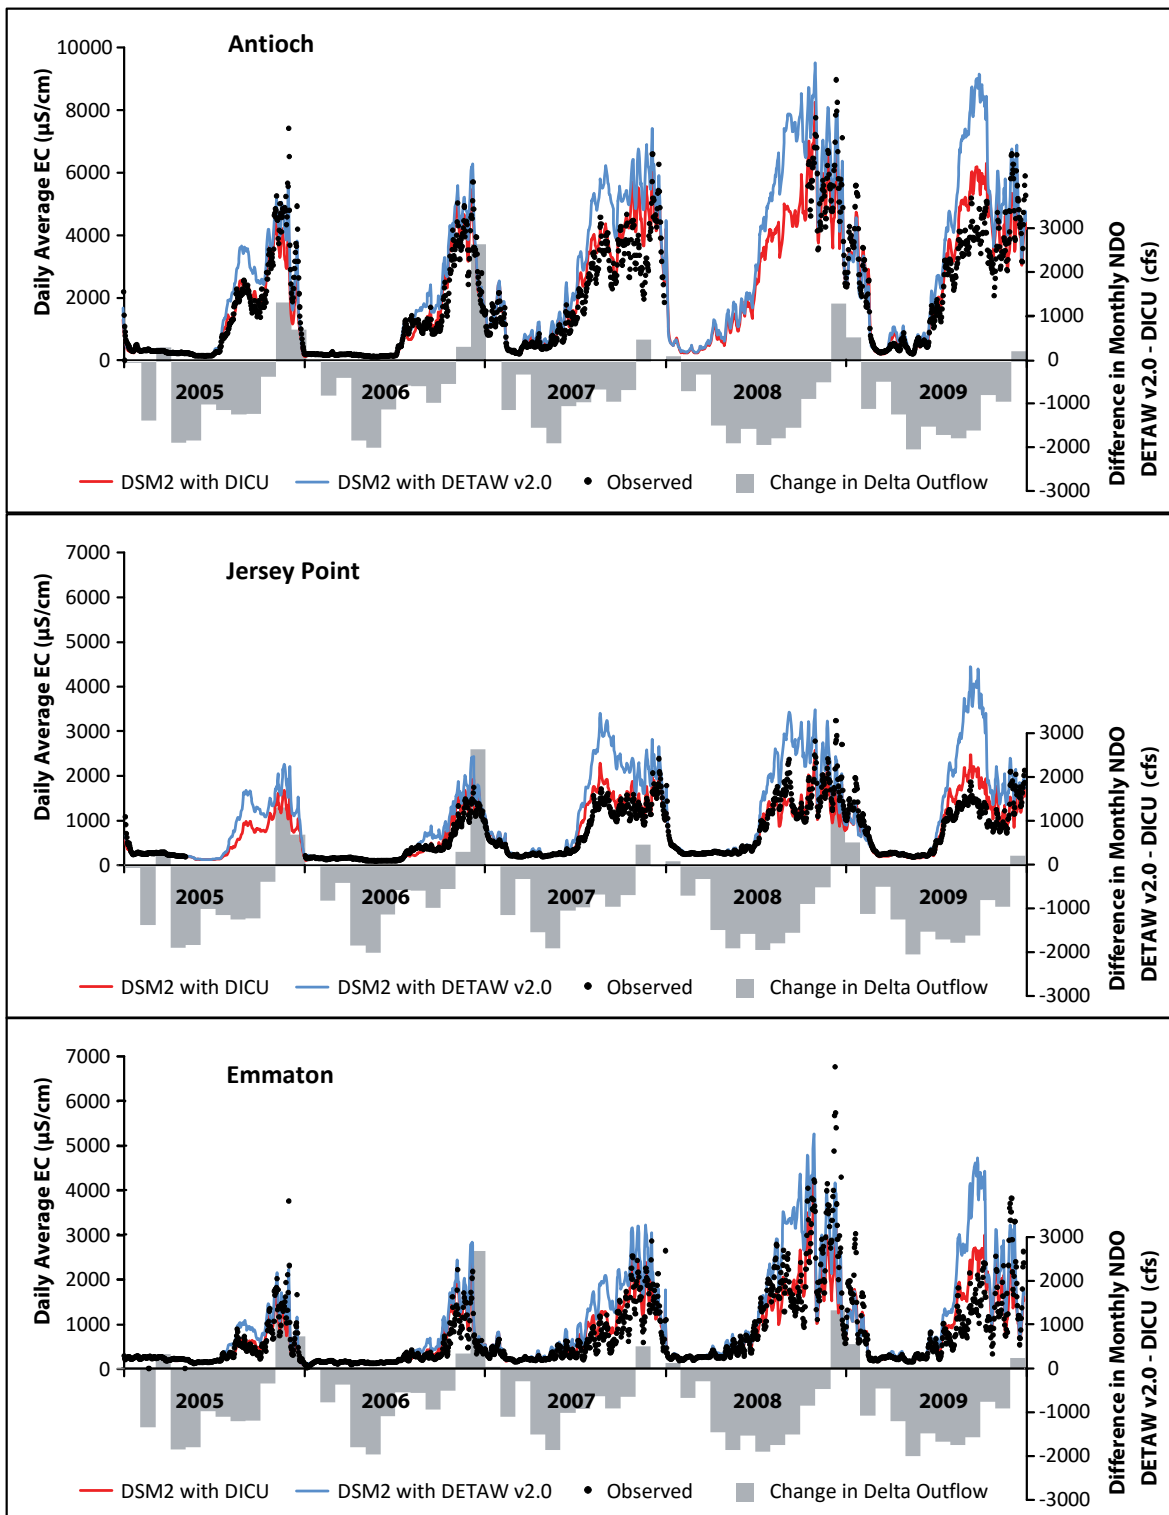 Antioch
Daily Average EC (µS/cm)
10000
8000
6000
4000
2000
0
3000
2000
1000
0
-1000
-2000
-3000
Difference in Monthly NDO
DETAW v2.0 - DICU (cfs)
2005 2006 2007 2008 2009
DSM2 with DICU DSM2 with DETAW v2.0 Observed Change in Delta Outflow
Jersey Point
Daily Average EC (µS/cm)
7000
6000
5000
4000
3000
2000
1000
0
3000
2000
1000
0
-1000
-2000
-3000
Difference in Monthly NDO
DETAW v2.0 - DICU (cfs)
2005 2006 2007 2008 2009
DSM2 with DICU DSM2 with DETAW v2.0 Observed Change in Delta Outflow
Emmaton
Daily Average EC (µS/cm)
7000
6000
5000
4000
3000
2000
1000
0
3000
2000
1000
0
-1000
-2000
-3000
Difference in Monthly NDO
DETAW v2.0 - DICU (cfs)
2005 2006 2007 2008 2009
DSM2 with DICU DSM2 with DETAW v2.0 Observed Change in Delta Outflow